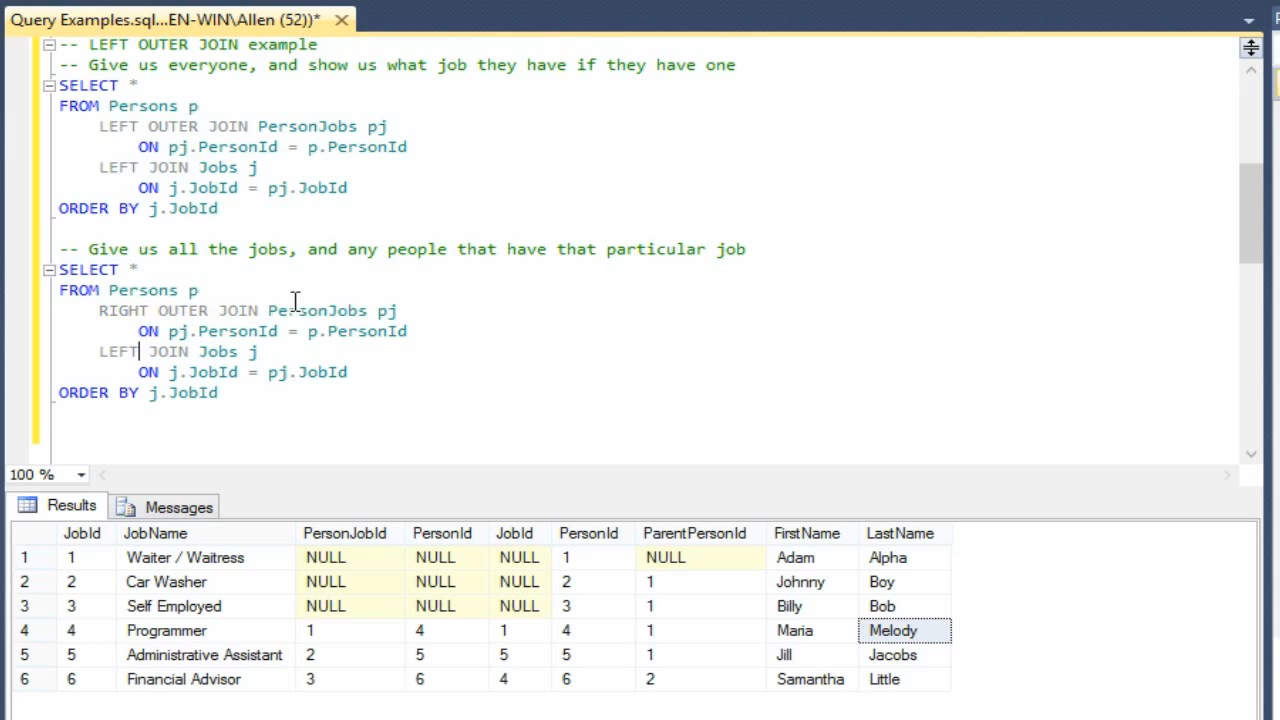 Query Examples.sql...EN-WIN\Allen (52))*
-- LEFT OUTER JOIN example
-- Give us everyone, and show us what job they have if they have one
SELECT *
FROM Persons p
LEFT OUTER JOIN PersonJobs pj
ON pj.PersonId = p.PersonId
LEFT JOIN Jobs j
ON j.JobId = pj.JobId
ORDER BY j.JobId
-- Give us all the jobs, and any people that have that particular job
SELECT *
FROM Persons p
RIGHT OUTER JOIN PersonJobs pj
ON pj.PersonId = p.PersonId
LEFT JOIN Jobs j
ON j.JobId = pj.JobId
ORDER BY j.JobId
100 %
Results Messages
JobId JobName PersonJobId PersonId JobId PersonId ParentPersonId FirstName LastName
1 1 Waiter / Waitress NULL NULL NULL 1 NULL Adam Alpha
2 2 Car Washer NULL NULL NULL 2 1 Johnny Boy
3 3 Self Employed NULL NULL NULL 3 1 Billy Bob
4 4 Programmer 1 4 1 4 1 Maria Melody
5 5 Administrative Assistant 2 5 5 5 1 Jill Jacobs
6 6 Financial Advisor 3 6 4 6 2 Samantha Little